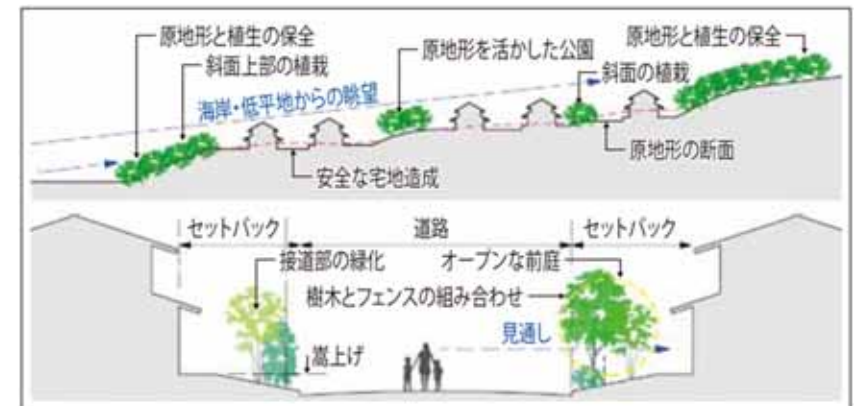 原地形と植生の保全
斜面上部の植栽
海岸・低平地からの眺望
原地形を活かした公園
原地形と植生の保全
斜面の植栽
原地形の断面
安全な宅地造成
セットバック
道路
セットバック
接道部の緑化
オープンな前庭
樹木とフェンスの組み合わせ
見通し
嵩上げ